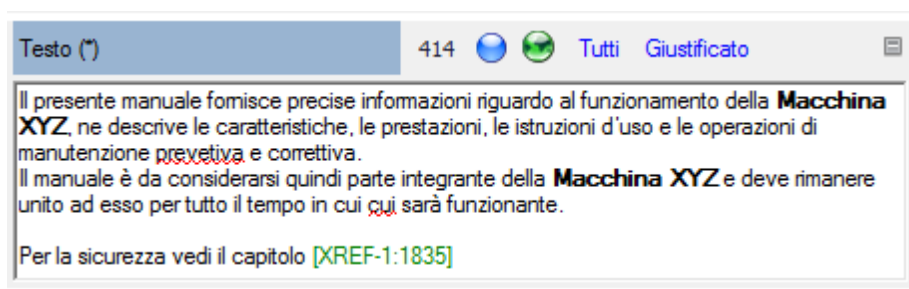 Testo (*) 414 Tutti Giustificato
Il presente manuale fornisce precise informazioni riguardo al funzionamento della Macchina
XYZ, ne descrive le caratteristiche, le prestazioni, le istruzioni d'uso e le operazioni di
manutenzione prevetiva e correttiva.
Il manuale è da considerarsi quindi parte integrante della Macchina XYZ e deve rimanere
unito ad esso per tutto il tempo in cui cui sarà funzionante.
Per la sicurezza vedi il capitolo [XREF-1:1835]